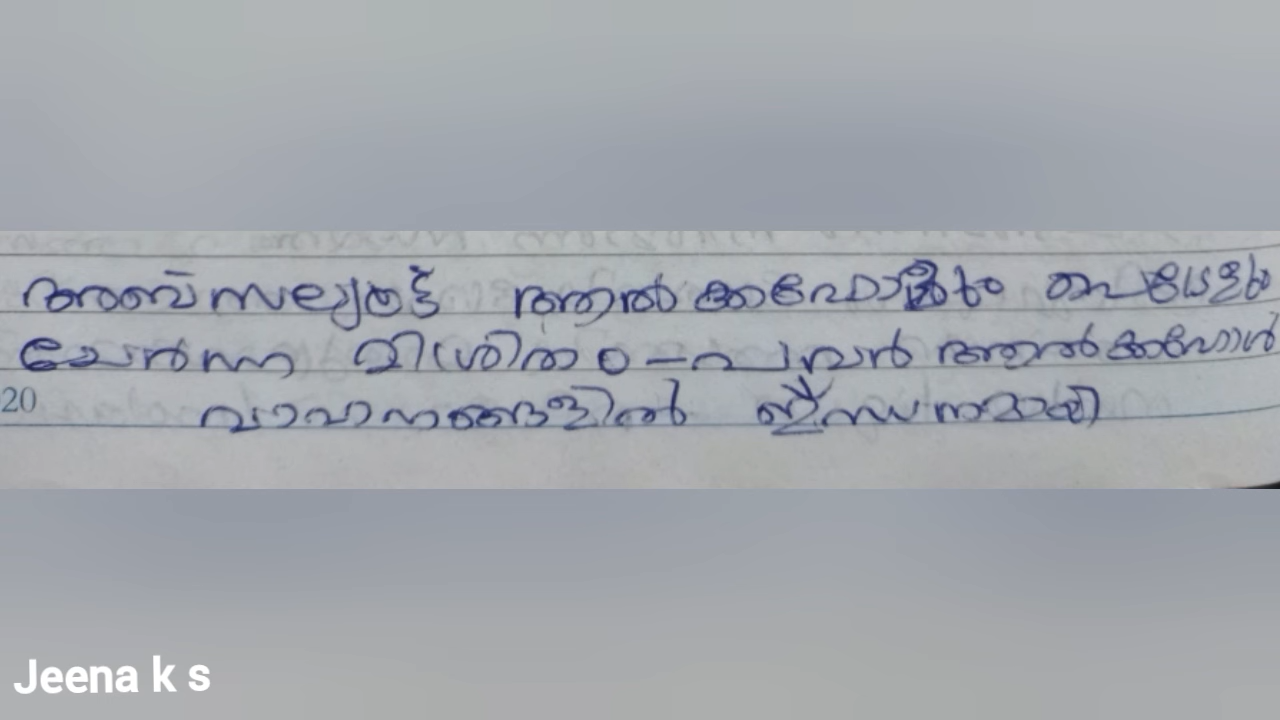 അബ്സല്യൂട്ട് ആൽക്കഹോളും പെട്രോളും
ചേർന്ന മിശ്രിതം - പവർ ആൽക്കഹോൾ
20
വാഹനങ്ങളിൽ ഇന്ധനമായി
Jeena k s